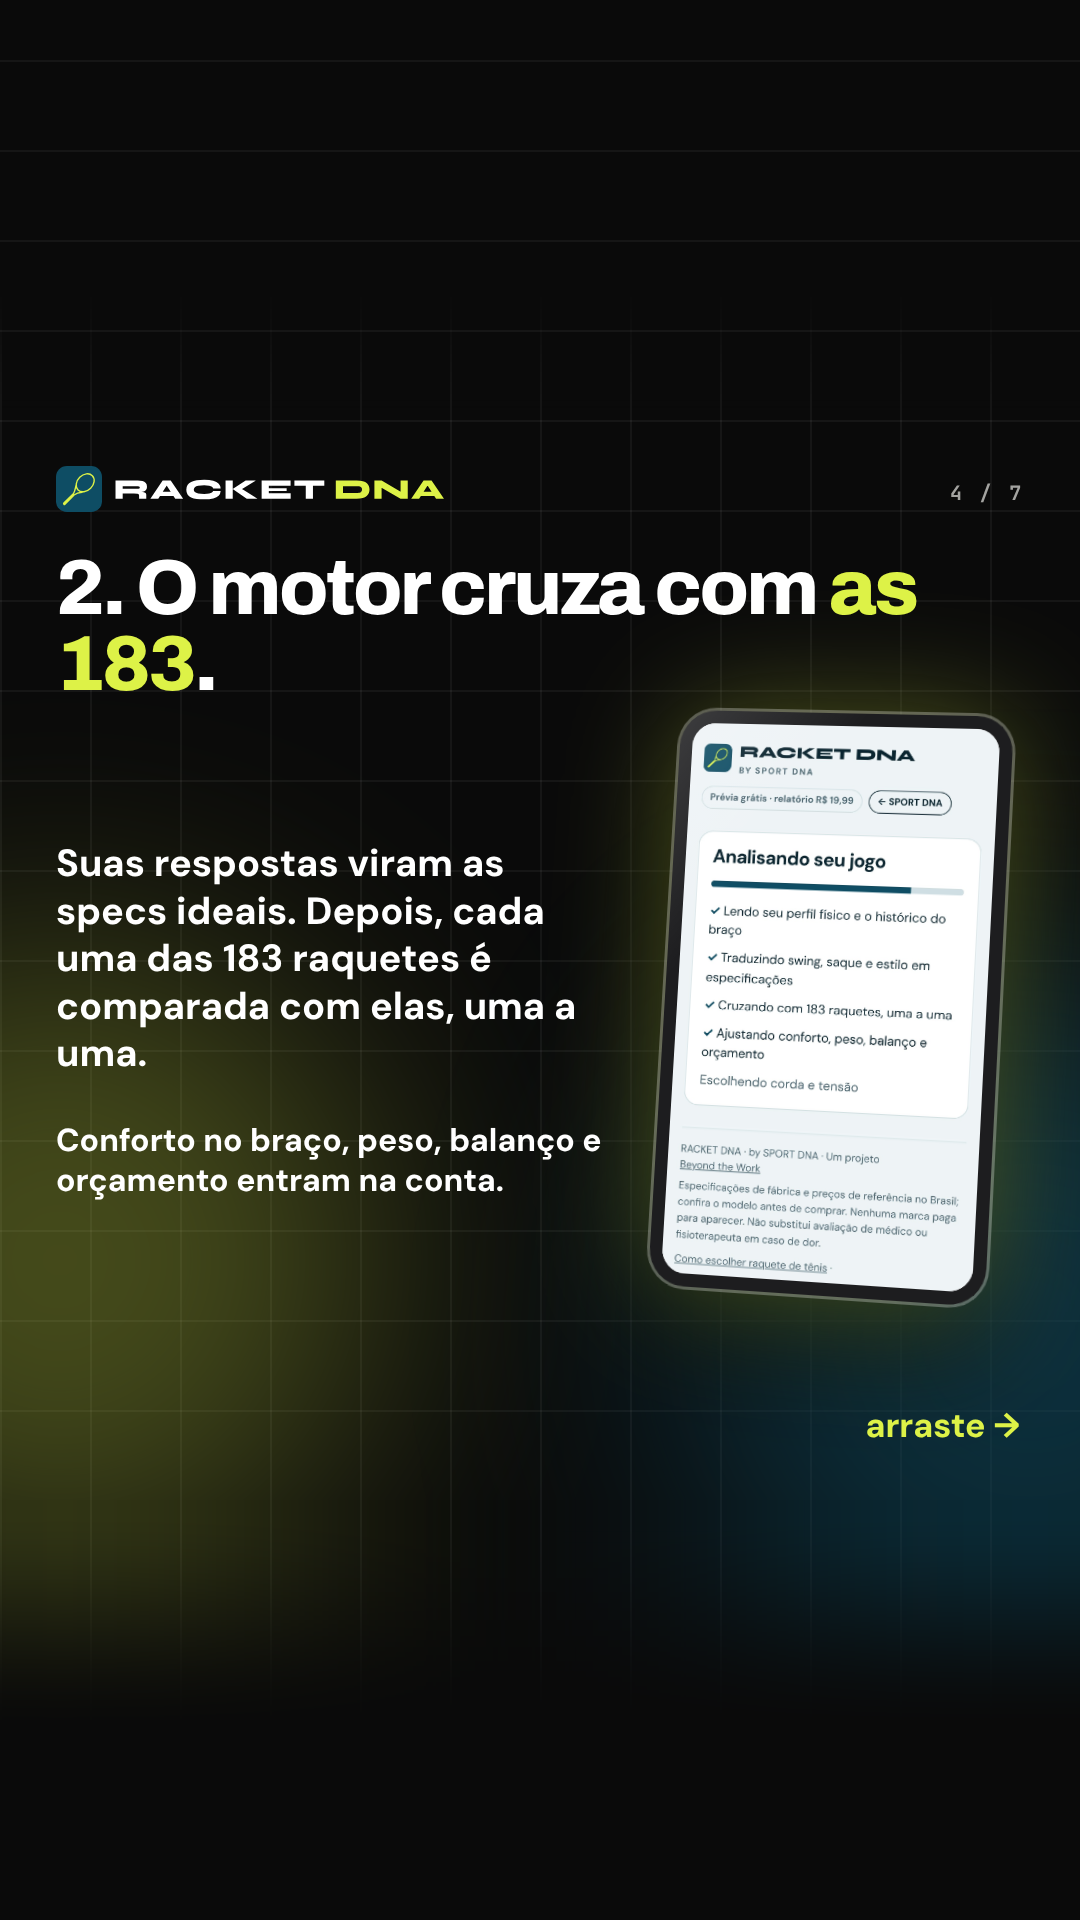 RACKET DNA
4 / 7
2. O motor cruza com as
183.
Suas respostas viram as
specs ideais. Depois, cada
uma das 183 raquetes é
comparada com elas, uma a
uma.
Conforto no braço, peso, balanço e
orçamento entram na conta.
RACKET DNA
BY SPORT DNA
Prévia grátis · relatório R$ 19,99
← SPORT DNA
Analisando seu jogo
✓ Lendo seu perfil físico e o histórico do
braço
✓ Traduzindo swing, saque e estilo em
especificações
✓ Cruzando com 183 raquetes, uma a uma
✓ Ajustando conforto, peso, balanço e
orçamento
Escolhendo corda e tensão
RACKET DNA · by SPORT DNA · Um projeto
Beyond the Work
Especificações de fábrica e preços de referência no Brasil;
confira o modelo antes de comprar. Nenhuma marca paga
para aparecer. Não substitui avaliação de médico ou
fisioterapeuta em caso de dor.
Como escolher raquete de tênis ·
arraste →